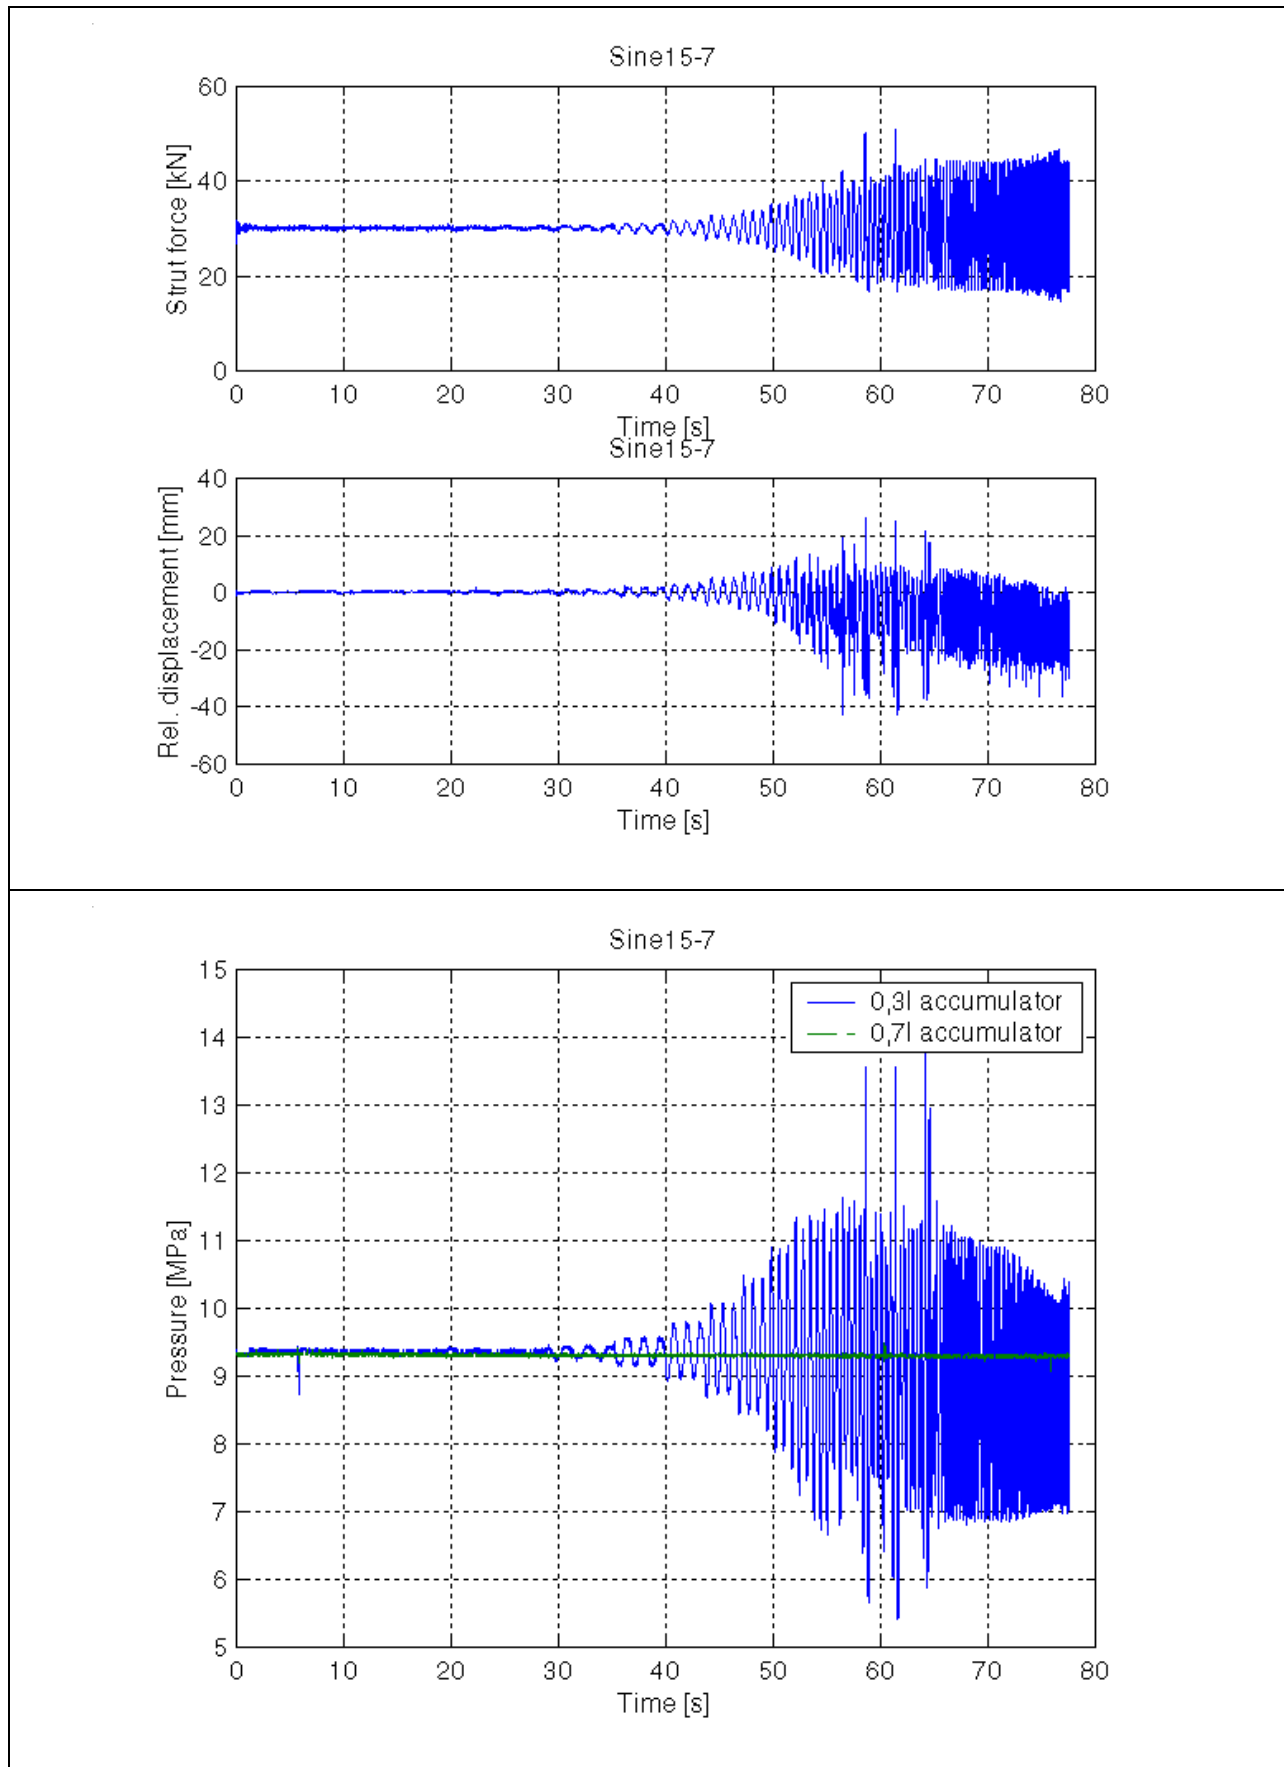 Sine15-7
60
40
20
0
Strut force [kN]
0 10 20 30 40 50 60 70 80
Time [s]
Sine15-7
40
20
0
-20
-40
-60
Rel. displacement [mm]
0 10 20 30 40 50 60 70 80
Time [s]
Sine15-7
15
14
13
12
11
10
9
8
7
6
5
Pressure [MPa]
0,3l accumulator
0,7l accumulator
0 10 20 30 40 50 60 70 80
Time [s]